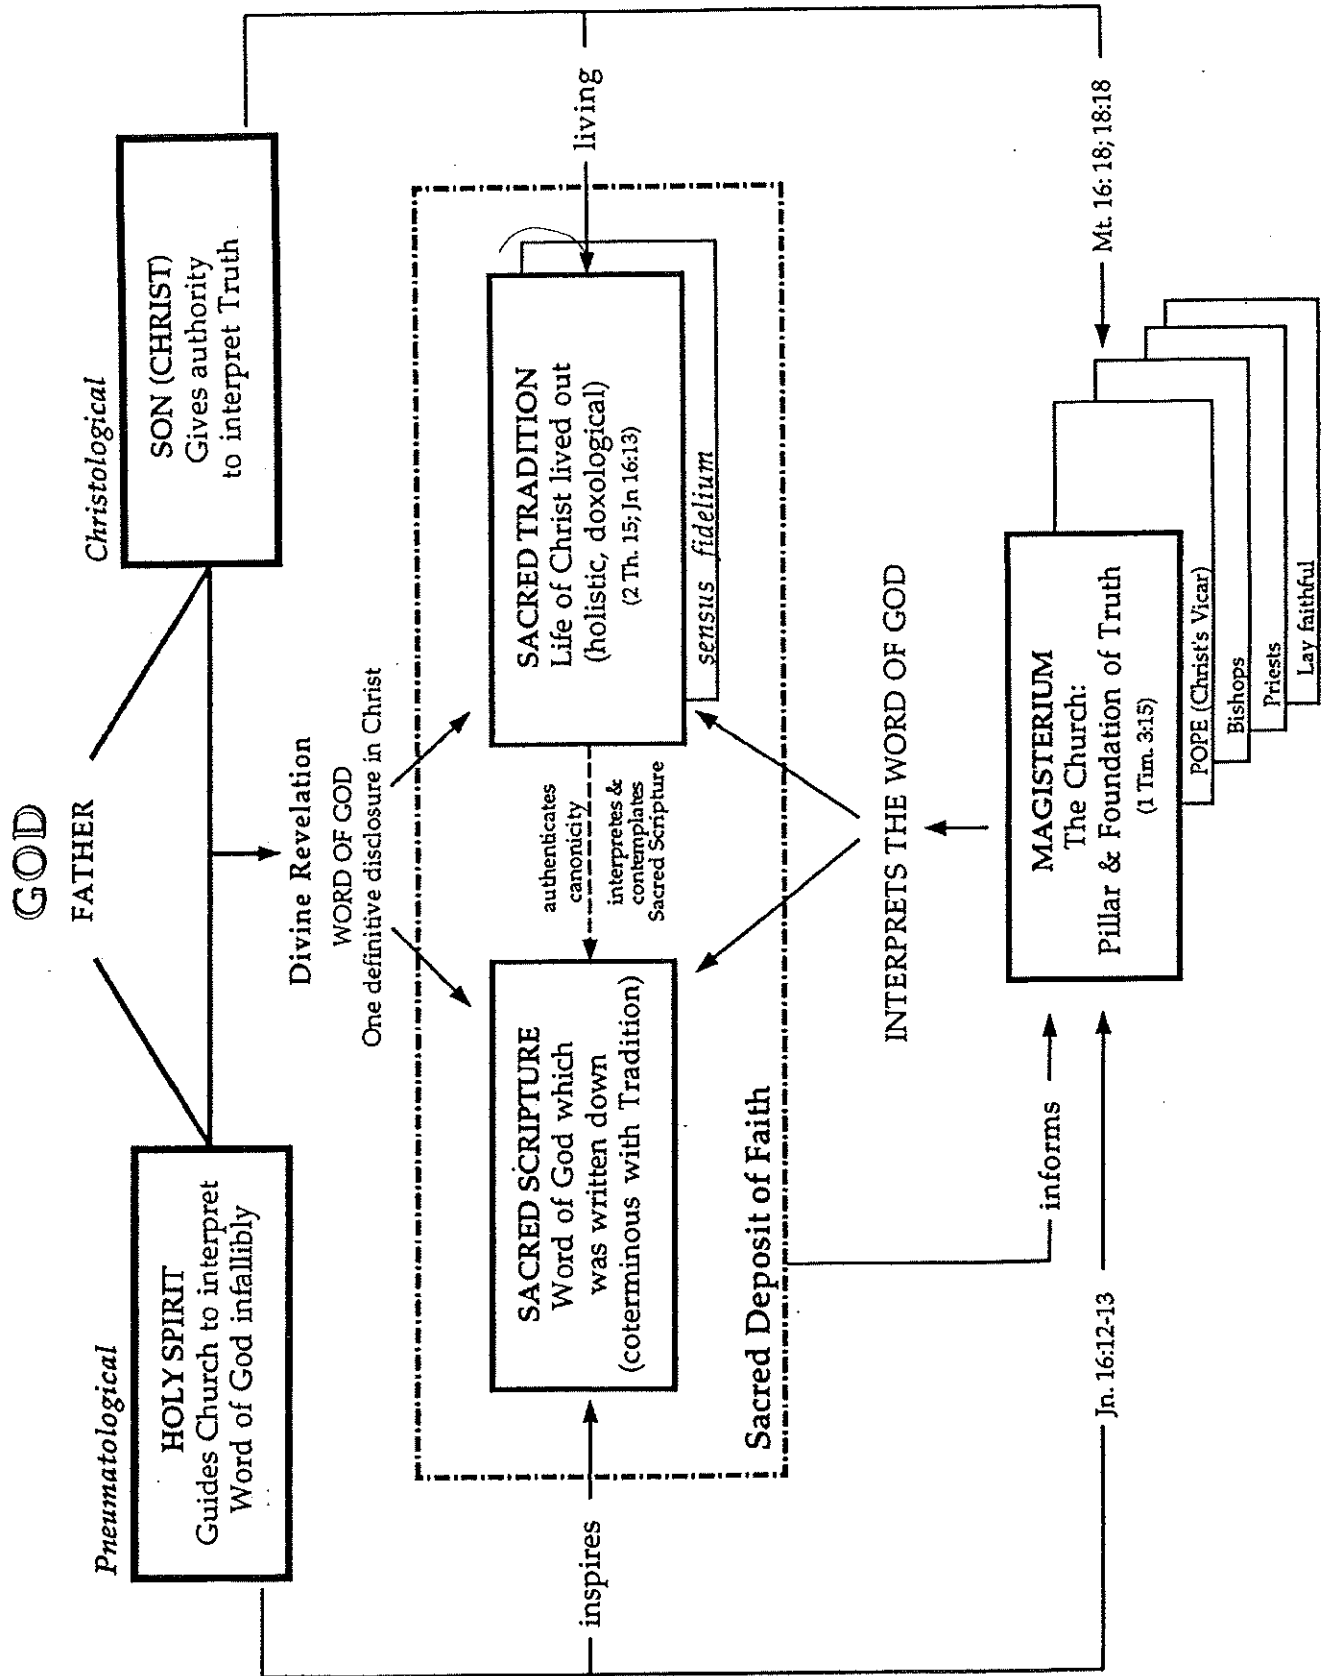 GOD
FATHER
Pneumatological
HOLY SPIRIT
Guides Church to interpret
Word of God infallibly
Christological
SON (CHRIST)
Gives authority
to interpret Truth
Divine Revelation
WORD OF GOD
One definitive disclosure in Christ
inspires
SACRED SCRIPTURE
Word of God which
was written down
(coterminous with Tradition)
authenticates
canonicity
interpretes &
contemplates
Sacred Scripture
SACRED TRADITION
Life of Christ lived out
(holistic, doxological)
(2 Th. 15; Jn 16:13)
sensus fidelium
living
Sacred Deposit of Faith
INTERPRETS THE WORD OF GOD
informs
Jn. 16:12-13
MAGISTERIUM
The Church:
Pillar & Foundation of Truth
(1 Tim. 3:15)
POPE (Christ's Vicar)
Bishops
Priests
Lay faithful
Mt. 16: 18; 18:18